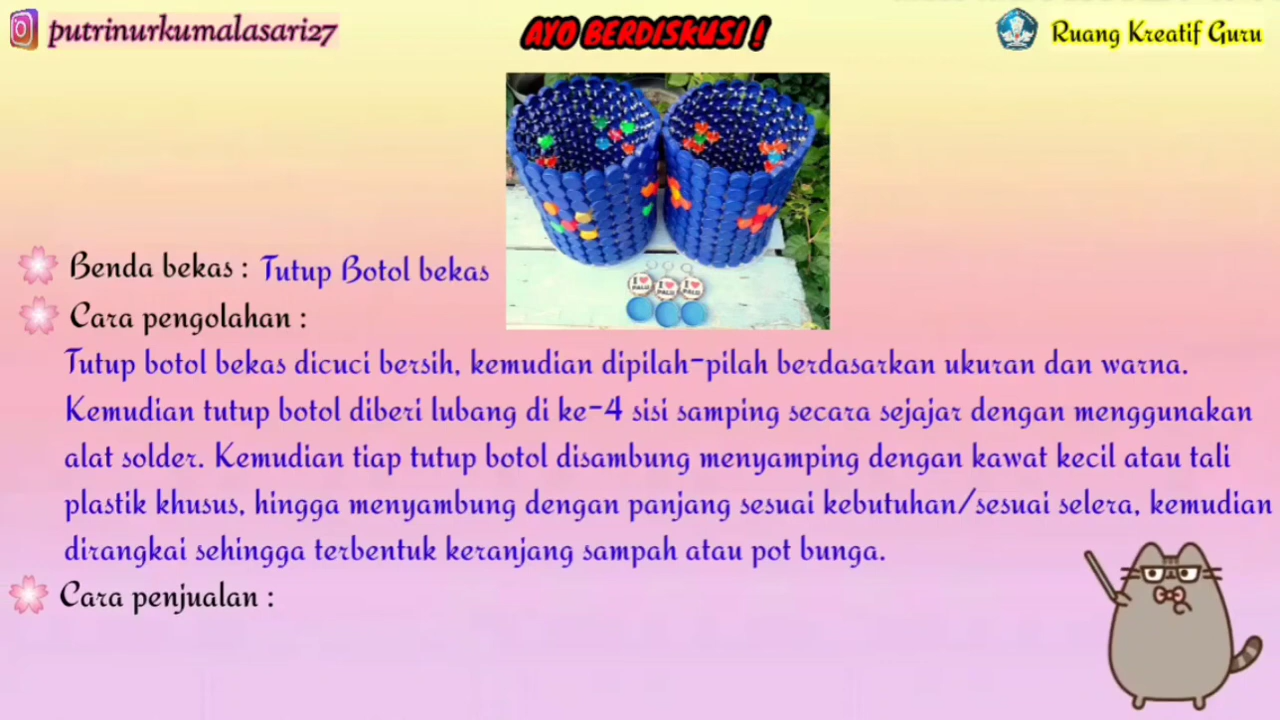 putrinurkumalasari27
AYO BERDISKUSI !
Ruang Kreatif Guru
I PALU
I PALU
I PALU
Benda bekas : Tutup Botol bekas
Cara pengolahan :
Tutup botol bekas dicuci bersih, kemudian dipilah-pilah berdasarkan ukuran dan warna.
Kemudian tutup botol diberi lubang di ke-4 sisi samping secara sejajar dengan menggunakan
alat solder. Kemudian tiap tutup botol disambung menyamping dengan kawat kecil atau tali
plastik khusus, hingga menyambung dengan panjang sesuai kebutuhan/sesuai selera, kemudian
dirangkai sehingga terbentuk keranjang sampah atau pot bunga.
Cara penjualan :